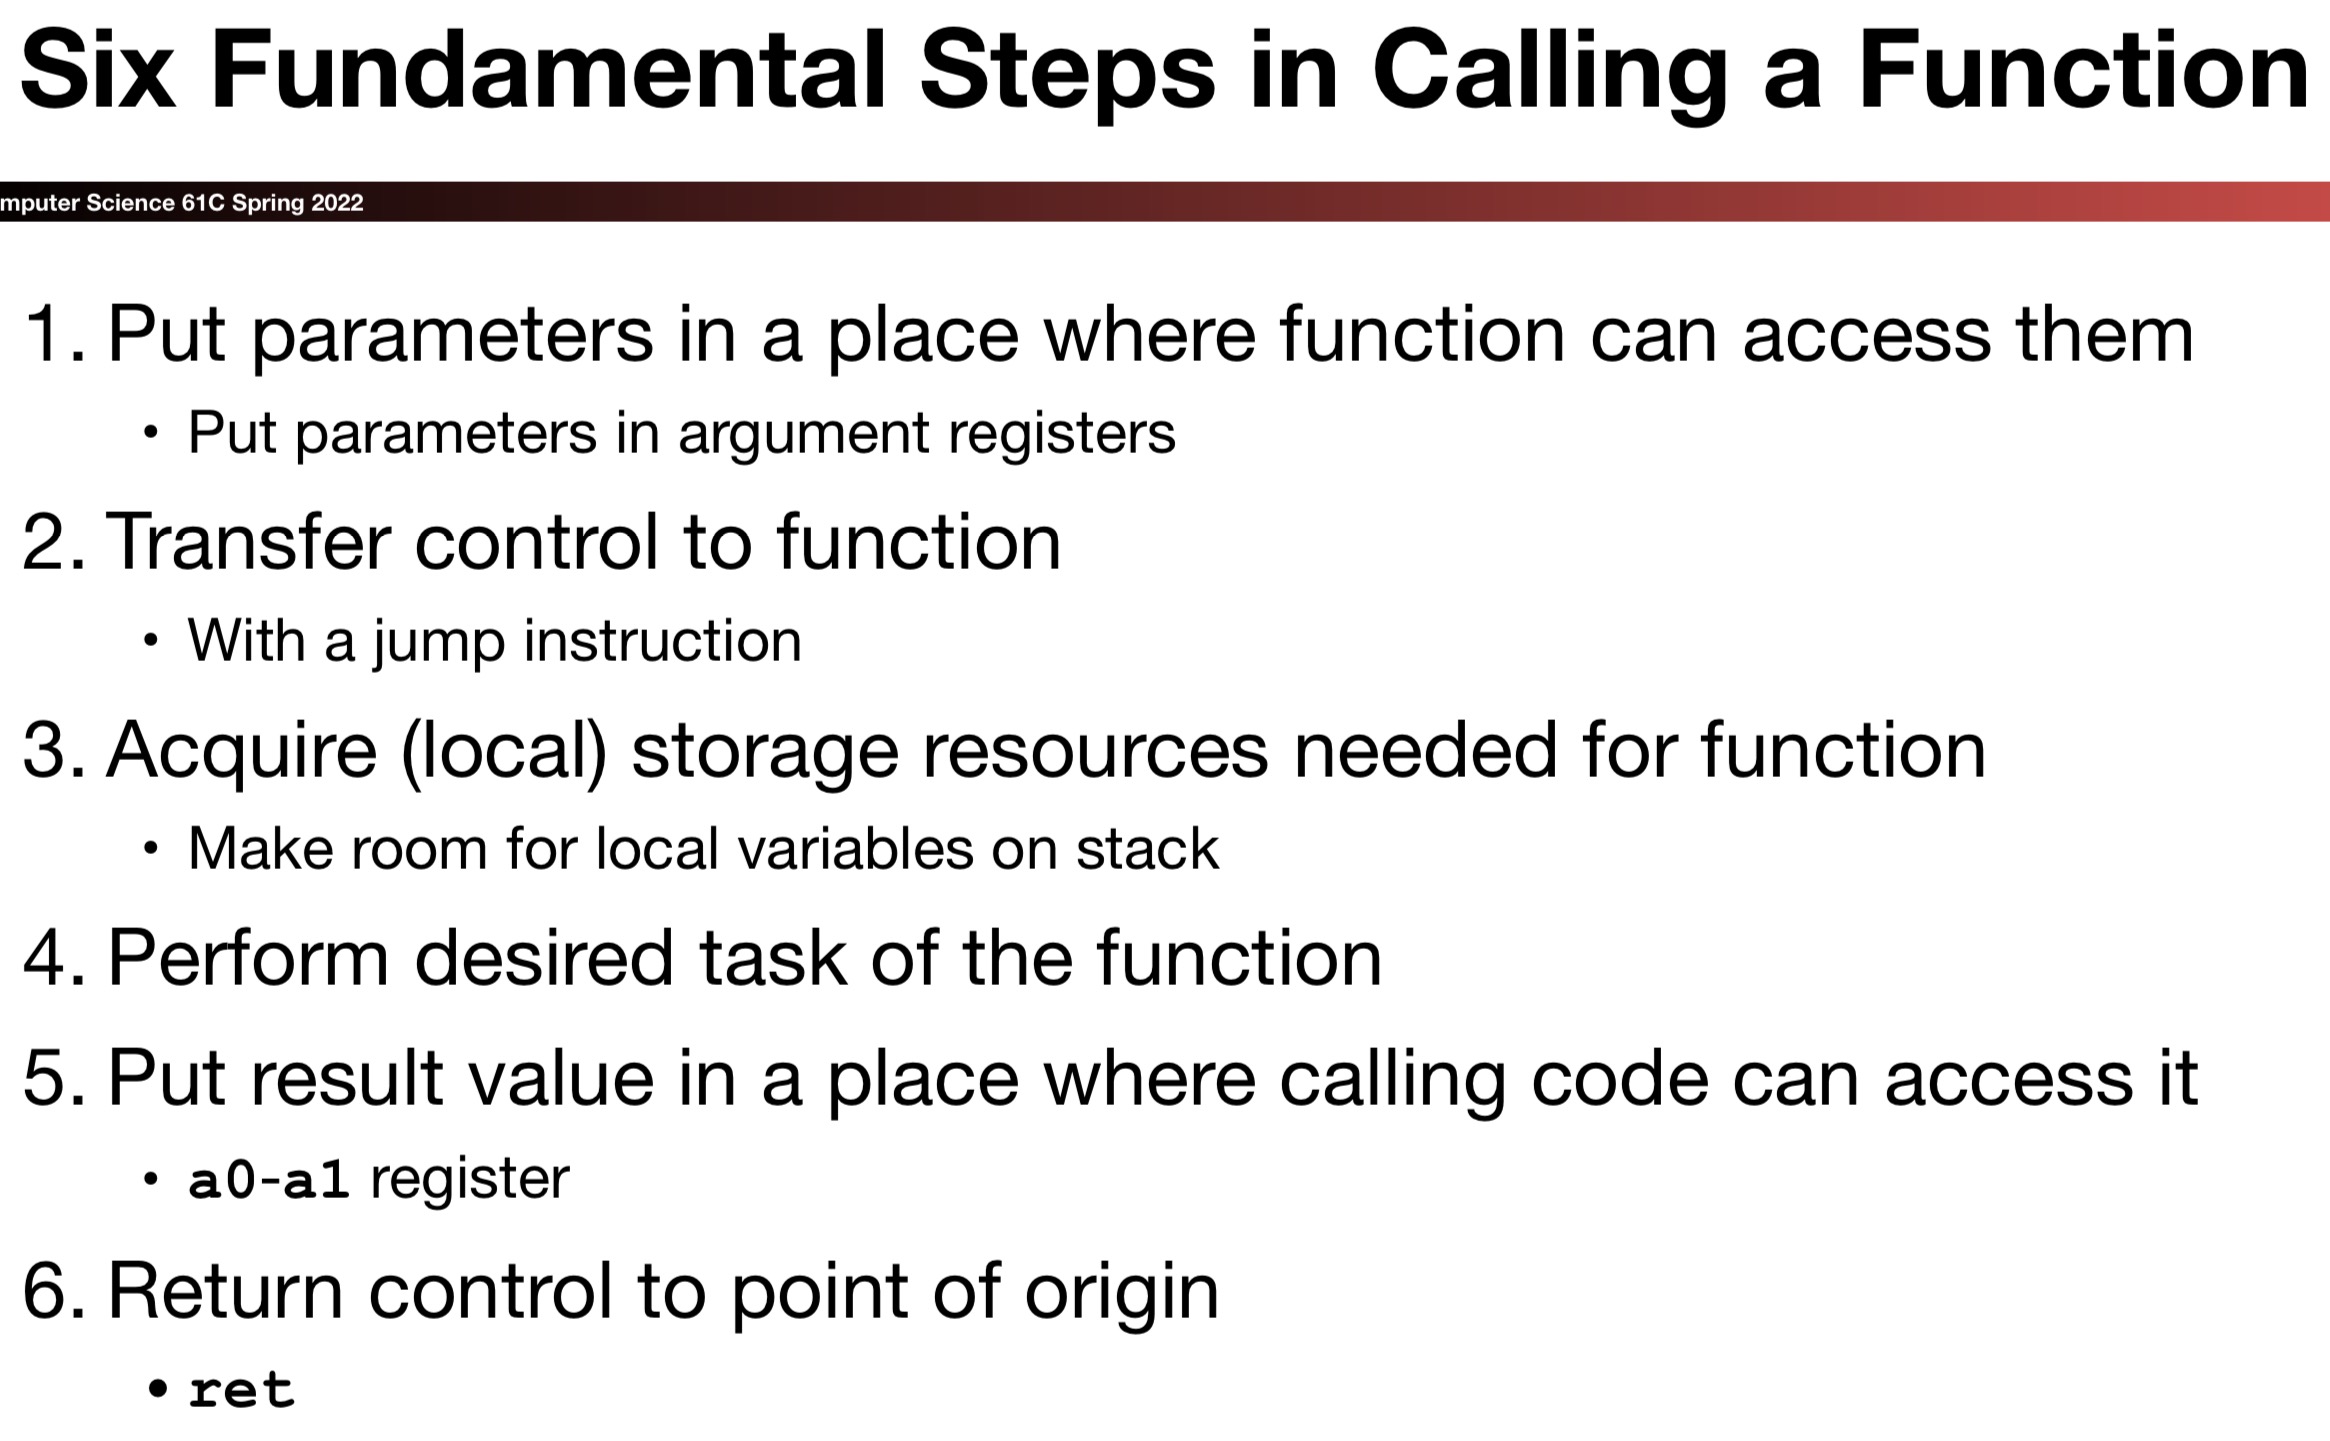 Six Fundamental Steps in Calling a Function
mputer Science 61C Spring 2022
1. Put parameters in a place where function can access them
• Put parameters in argument registers
2. Transfer control to function
• With a jump instruction
3. Acquire (local) storage resources needed for function
• Make room for local variables on stack
4. Perform desired task of the function
5. Put result value in a place where calling code can access it
• a0-a1 register
6. Return control to point of origin
• ret